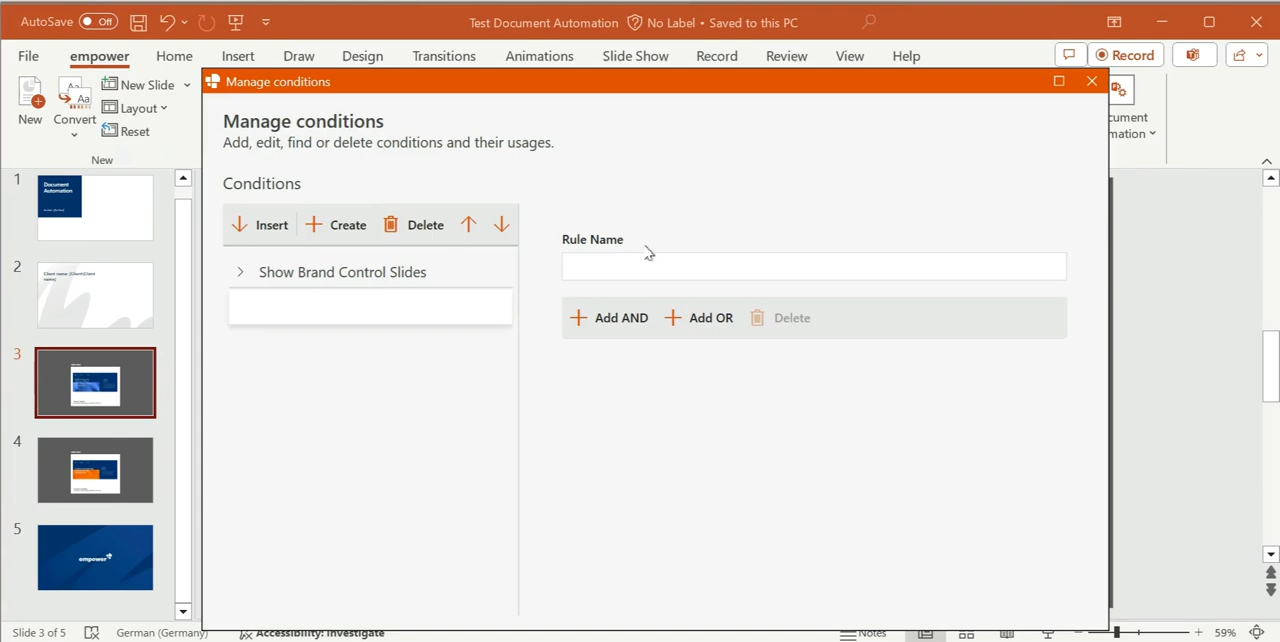 AutoSave Off Test Document Automation No Label • Saved to this PC
File empower Home Insert Draw Design Transitions Animations Slide Show Record Review View Help Record
New Convert New Slide
Layout
Reset
New
Manage conditions
Manage conditions
Add, edit, find or delete conditions and their usages.
Conditions
Insert Create Delete
Show Brand Control Slides
Rule Name
Add AND Add OR Delete
cument
mation
1
Document
Automation
2
3
4
5
empower
Slide 3 of 5 German (Germany) Accessibility: Investigate Notes 59%